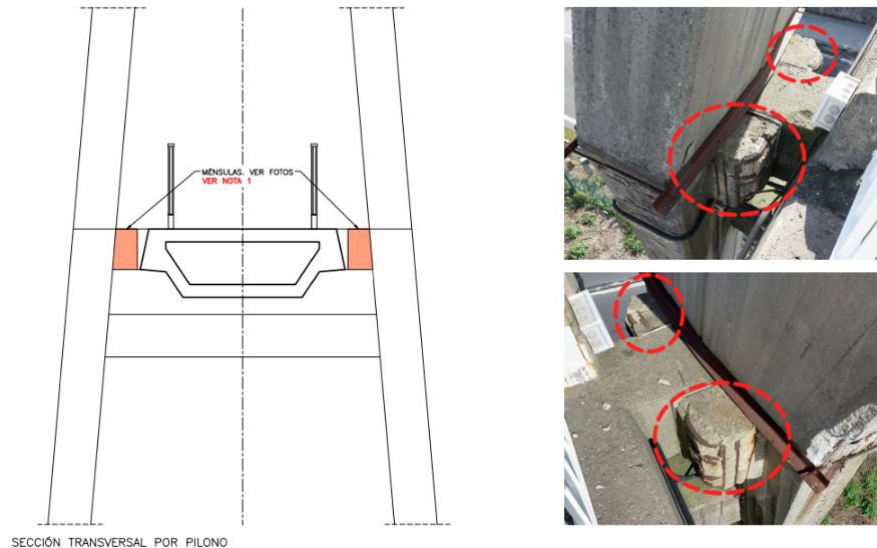 MÉNSULAS. VER FOTOS
VER NOTA 1
SECCIÓN TRANSVERSAL POR PILONO